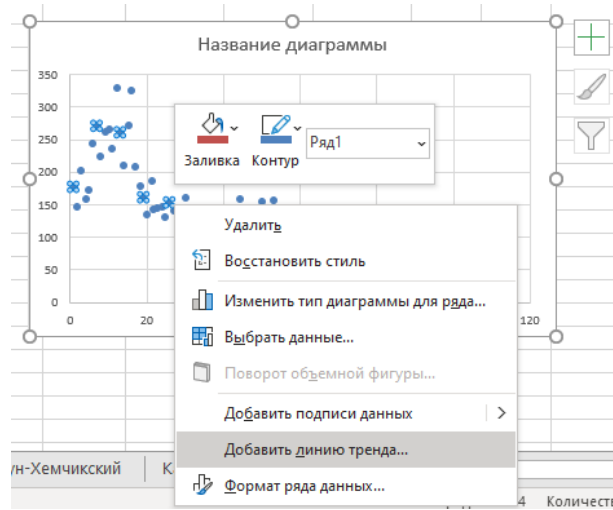 Название диаграммы
350
300
250
200
150
100
50
0
0
20
120
Заливка
Контур
Ряд1
Удалить
Восстановить стиль
Изменить тип диаграммы для ряда...
Выбрать данные...
Поворот объемной фигуры...
Добавить подписи данных
Добавить линию тренда...
Формат ряда данных...
ун-Хемчикский
К
4
Количест